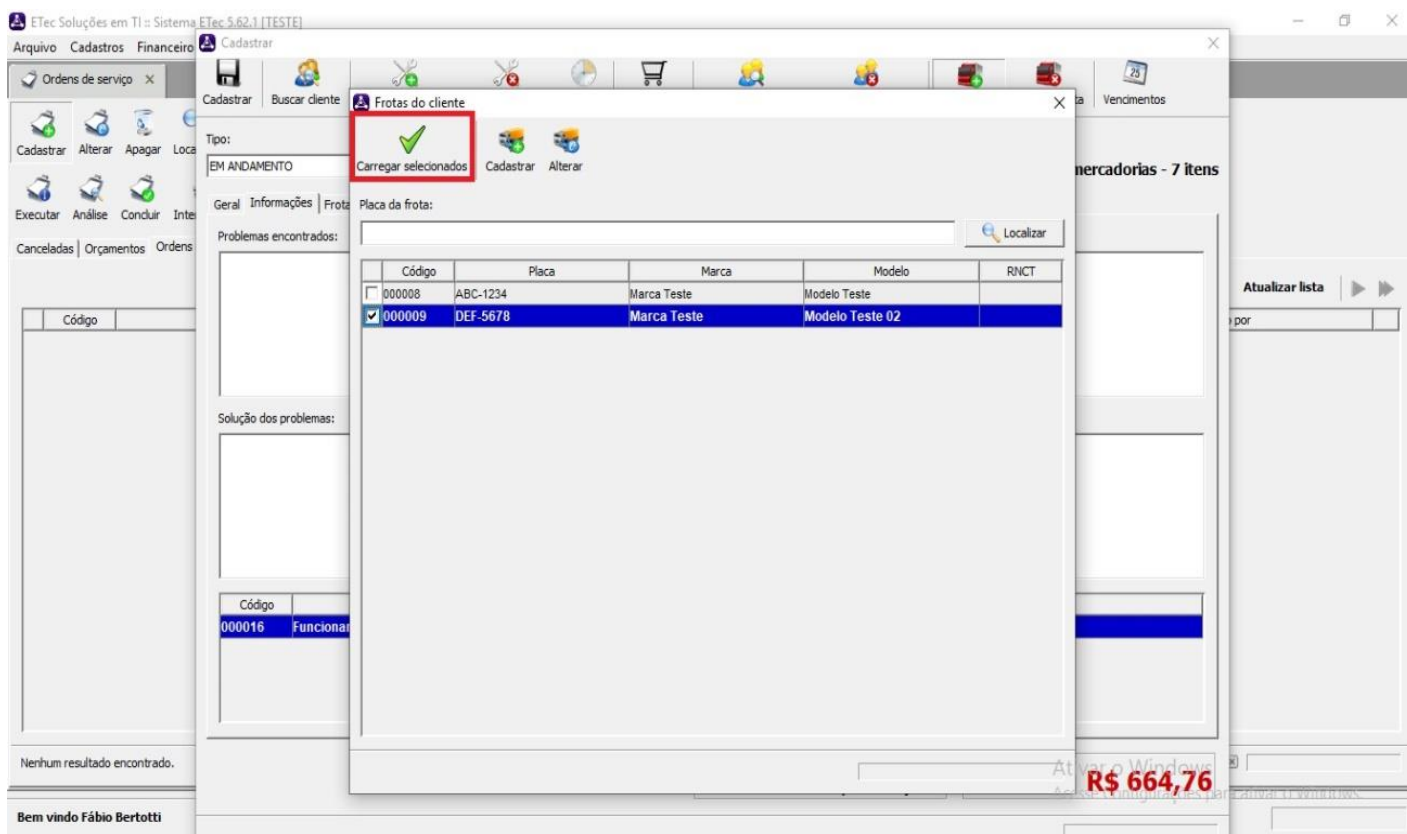 ETec Soluções em TI :: Sistema ETec 5.62.1 [TESTE]
Arquivo Cadastros Financeiro
Cadastrar
Ordens de serviço
Cadastrar Buscar cliente Vencimentos
Frotas do cliente
Cadastrar Alterar Apagar Loca
Tipo:
EM ANDAMENTO
Carregar selecionados Cadastrar Alterar
mercadorias - 7 itens
Executar Análise Concluir Inte
Geral Informações Frota
Placa da frota:
Localizar
Canceladas Orçamentos Ordens
Problemas encontrados:
Código Placa Marca Modelo RNCT
000008 ABC-1234 Marca Teste Modelo Teste
000009 DEF-5678 Marca Teste Modelo Teste 02
Atualizar lista
Código
por
Solução dos problemas:
Código
000016 Funcionar
Nenhum resultado encontrado.
Ativar o Windows
R$ 664,76
Bem vindo Fábio Bertotti